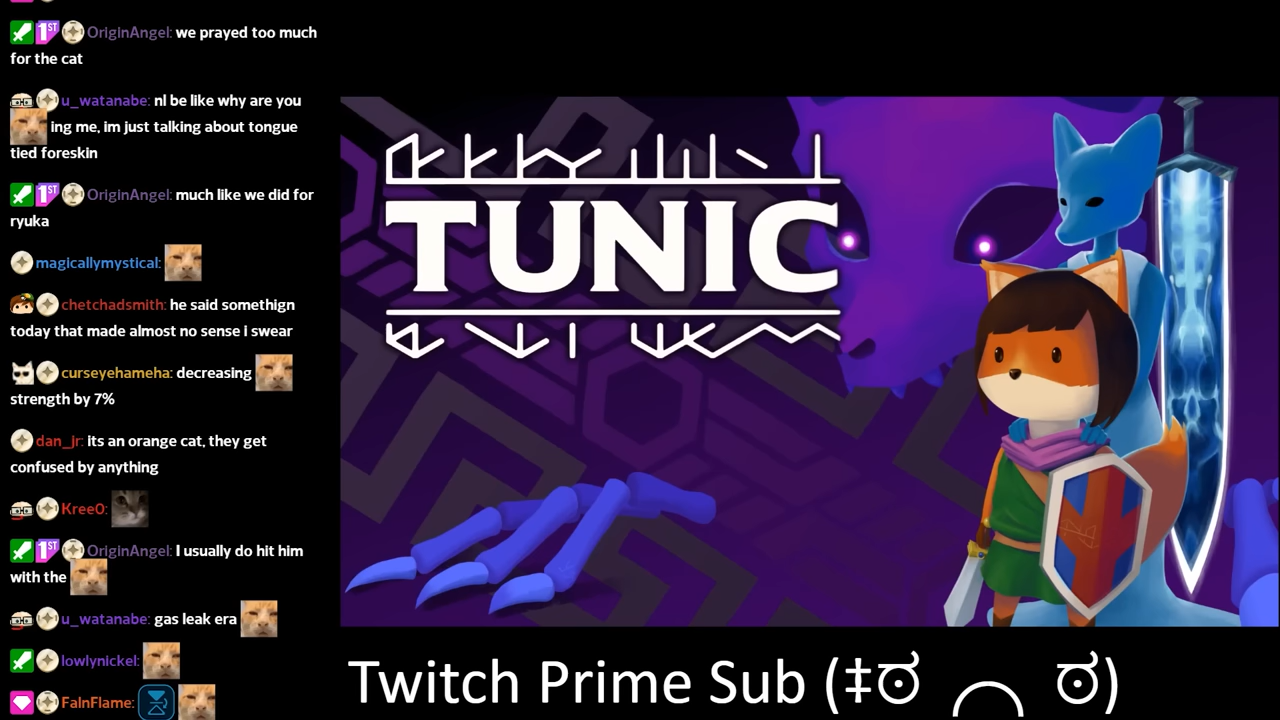 OriginAngel: we prayed too much
for the cat
u_watanabe: nl be like why are you
ing me, im just talking about tongue
tied foreskin
OriginAngel: much like we did for
ryuka
magicallymystical:
chetchadsmith: he said somethign
today that made almost no sense i swear
curseyehameha: decreasing
strength by 7%
dan_jr: its an orange cat, they get
confused by anything
Kree0:
OriginAngel: I usually do hit him
with the
u_watanabe: gas leak era
lowlynickel:
FalnFlame:
TUNIC
Twitch Prime Sub (‡ಠ ⁀ ಠ)